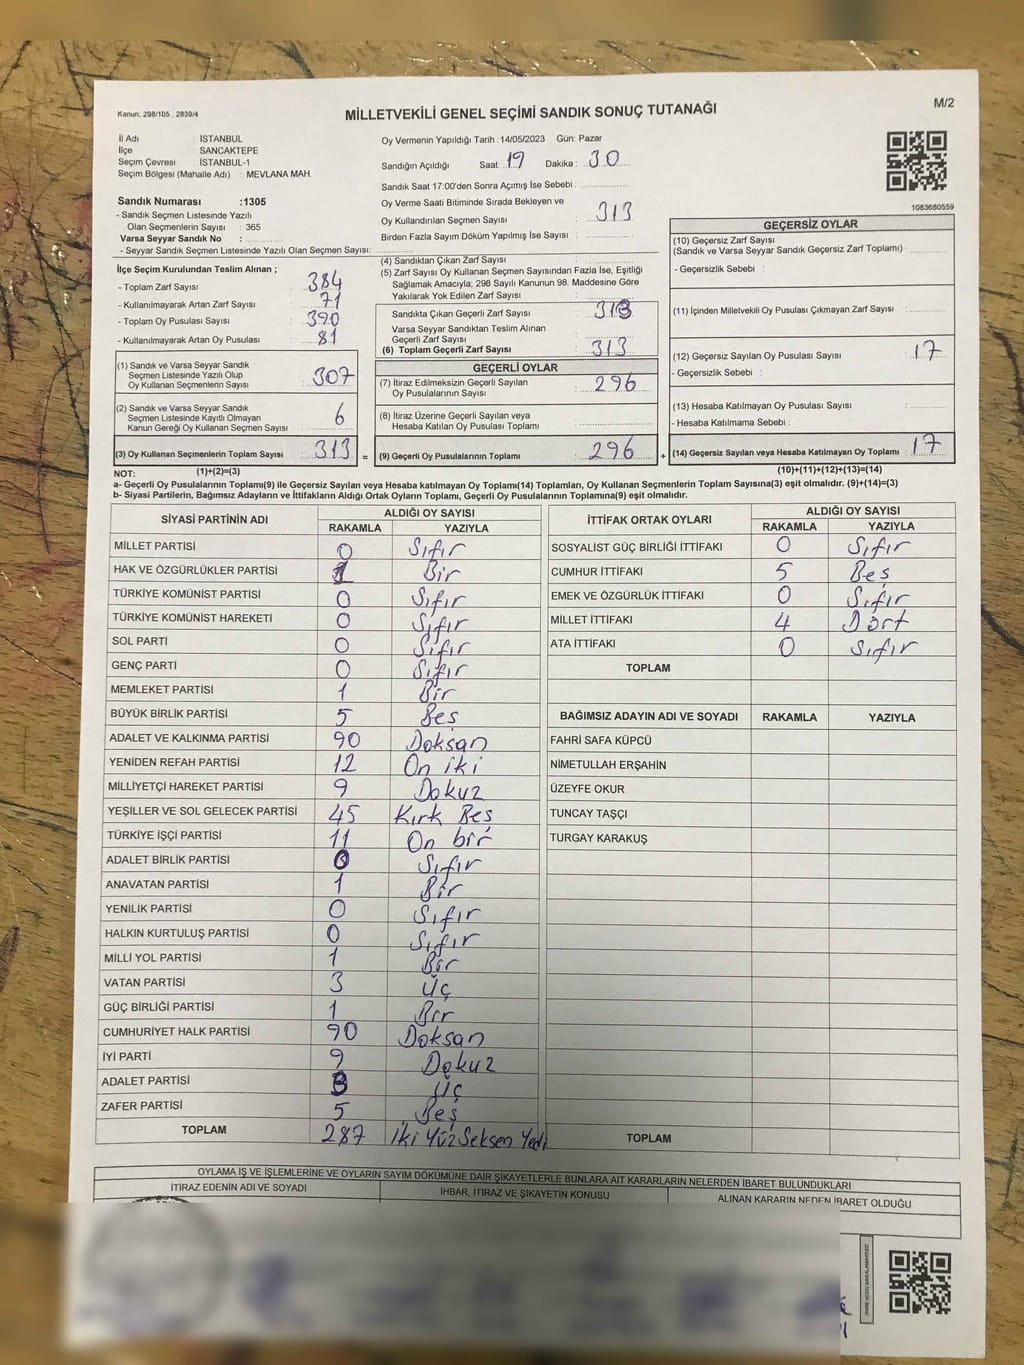 Kanun; 298/105 , 2839/4
MİLLETVEKİLİ GENEL SEÇİMİ SANDIK SONUÇ TUTANAĞI
M/2
İl Adı : İSTANBUL
İlçe : SANCAKTEPE
Seçim Çevresi : İSTANBUL-1
Seçim Bölgesi (Mahalle Adı) : MEVLANA MAH.
Oy Vermenin Yapıldığı Tarih :14/05/2023 Gün: Pazar
Sandığın Açıldığı Saat: 19 Dakika : 30
Sandık Saat 17:00'den Sonra Açımış İse Sebebi :
Sandık Numarası :1305
- Sandık Seçmen Listesinde Yazılı
Olan Seçmenlerin Sayısı : 365
Varsa Seyyar Sandık No :
- Seyyar Sandık Seçmen Listesinde Yazılı Olan Seçmen Sayısı:
Oy Verme Saati Bitiminde Sırada Bekleyen ve
Oy Kullandırılan Seçmen Sayısı : 313
Birden Fazla Sayım Döküm Yapılmış İse Sayısı :
1083680559
İlçe Seçim Kurulundan Teslim Alınan ;
- Toplam Zarf Sayısı : 384
- Kullanılmayarak Artan Zarf Sayısı : 71
- Toplam Oy Pusulası Sayısı : 390
- Kullanılmayarak Artan Oy Pusulası : 81
(1) Sandık ve Varsa Seyyar Sandık
Seçmen Listesinde Yazılı Olup
Oy Kullanan Seçmenlerin Sayısı : 307
(2) Sandık ve Varsa Seyyar Sandık
Seçmen Listesinde Kayıtlı Olmayan
Kanun Gereği Oy Kullanan Seçmen Sayısı : 6
(3) Oy Kullanan Seçmenlerin Toplam Sayısı : 313 =
(4) Sandıktan Çıkan Zarf Sayısı :
(5) Zarf Sayısı Oy Kullanan Seçmen Sayısından Fazla İse, Eşitliği
Sağlamak Amacıyla; 298 Sayılı Kanunun 98. Maddesine Göre
Yakılarak Yok Edilen Zarf Sayısı :
Sandıkta Çıkan Geçerli Zarf Sayısı : 313
Varsa Seyyar Sandıktan Teslim Alınan
Geçerli Zarf Sayısı :
(6) Toplam Geçerli Zarf Sayısı : 313
GEÇERLİ OYLAR
(7) İtiraz Edilmeksizin Geçerli Sayılan
Oy Pusulalarının Sayısı : 296
(8) İtiraz Üzerine Geçerli Sayılan veya
Hesaba Katılan Oy Pusulası Toplamı :
(9) Geçerli Oy Pusulalarının Toplamı : 296 +
GEÇERSİZ OYLAR
(10) Geçersiz Zarf Sayısı
(Sandık ve Varsa Seyyar Sandık Geçersiz Zarf Toplamı) :
- Geçersizlik Sebebi :
(11) İçinden Milletvekili Oy Pusulası Çıkmayan Zarf Sayısı :
(12) Geçersiz Sayılan Oy Pusulası Sayısı : 17
- Geçersizlik Sebebi :
(13) Hesaba Katılmayan Oy Pusulası Sayısı :
- Hesaba Katılmama Sebebi :
(14) Geçersiz Sayılan veya Hesaba Katılmayan Oy Toplamı : 17
NOT: (1)+(2)=(3)
(10)+(11)+(12)+(13)=(14)
a- Geçerli Oy Pusulalarının Toplamı(9) ile Geçersiz Sayılan veya Hesaba katılmayan Oy Toplamı(14) Toplamları, Oy Kullanan Seçmenlerin Toplam Sayısına(3) eşit olmalıdır. (9)+(14)=(3)
b- Siyasi Partilerin, Bağımsız Adayların ve İttifakların Aldığı Ortak Oyların Toplamı, Geçerli Oy Pusulalarının Toplamına(9) eşit olmalıdır.
SİYASİ PARTİNİN ADI ALDIĞI OY SAYISI
RAKAMLA YAZIYLA
MİLLET PARTİSİ 0 Sıfır
HAK VE ÖZGÜRLÜKLER PARTİSİ 1 Bir
TÜRKİYE KOMÜNİST PARTİSİ 0 Sıfır
TÜRKİYE KOMÜNİST HAREKETİ 0 Sıfır
SOL PARTİ 0 Sıfır
GENÇ PARTİ 0 Sıfır
MEMLEKET PARTİSİ 1 Bir
BÜYÜK BİRLİK PARTİSİ 5 Beş
ADALET VE KALKINMA PARTİSİ 90 Doksan
YENİDEN REFAH PARTİSİ 12 On iki
MİLLİYETÇİ HAREKET PARTİSİ 9 Dokuz
YEŞİLLER VE SOL GELECEK PARTİSİ 45 Kırk Beş
TÜRKİYE İŞÇİ PARTİSİ 11 On bir
ADALET BİRLİK PARTİSİ 0 Sıfır
ANAVATAN PARTİSİ 1 Bir
YENİLİK PARTİSİ 0 Sıfır
HALKIN KURTULUŞ PARTİSİ 0 Sıfır
MİLLİ YOL PARTİSİ 1 Bir
VATAN PARTİSİ 3 Üç
GÜÇ BİRLİĞİ PARTİSİ 1 Bir
CUMHURİYET HALK PARTİSİ 90 Doksan
İYİ PARTİ 9 Dokuz
ADALET PARTİSİ 3 Üç
ZAFER PARTİSİ 5 Beş
TOPLAM 287 İki Yüz Seksen Yedi
İTTİFAK ORTAK OYLARI ALDIĞI OY SAYISI
RAKAMLA YAZIYLA
SOSYALİST GÜÇ BİRLİĞİ İTTİFAKI 0 Sıfır
CUMHUR İTTİFAKI 5 Beş
EMEK VE ÖZGÜRLÜK İTTİFAKI 0 Sıfır
MİLLET İTTİFAKI 4 Dört
ATA İTTİFAKI 0 Sıfır
TOPLAM
BAĞIMSIZ ADAYIN ADI VE SOYADI RAKAMLA YAZIYLA
FAHRİ SAFA KÜPCÜ
NİMETULLAH ERŞAHİN
ÜZEYFE OKUR
TUNCAY TAŞÇI
TURGAY KARAKUŞ
TOPLAM
OYLAMA İŞ VE İŞLEMLERİNE VE OYLARIN SAYIM DÖKÜMÜNE DAİR ŞİKAYETLERLE BUNLARA AİT KARARLARIN NELERDEN İBARET BULUNDUKLARI
İTİRAZ EDENİN ADI VE SOYADI İHBAR, İTİRAZ VE ŞİKAYETİN KONUSU ALINAN KARARIN NEDEN İBARET OLDUĞU